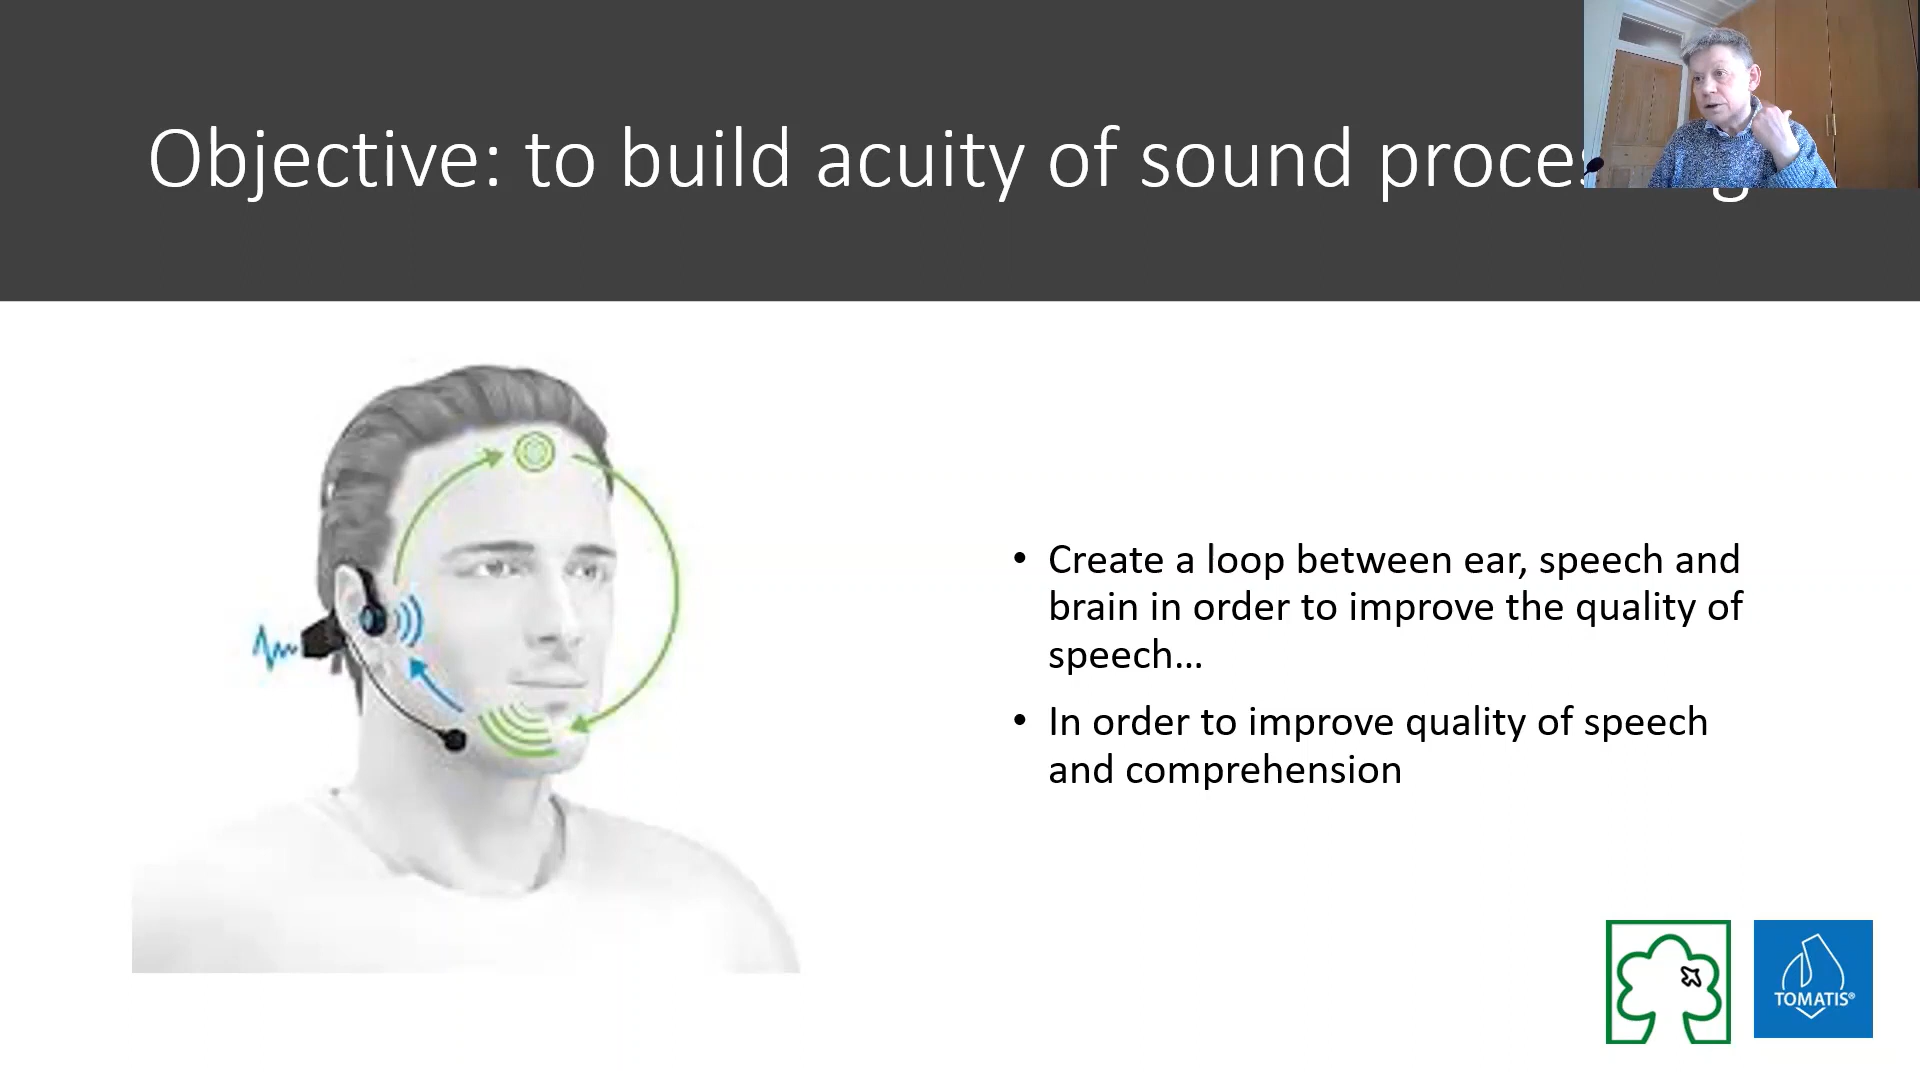 Objective: to build acuity of sound
• Create a loop between ear, speech and
brain in order to improve the quality of
speech...
• In order to improve quality of speech
and comprehension
TOMATIS®